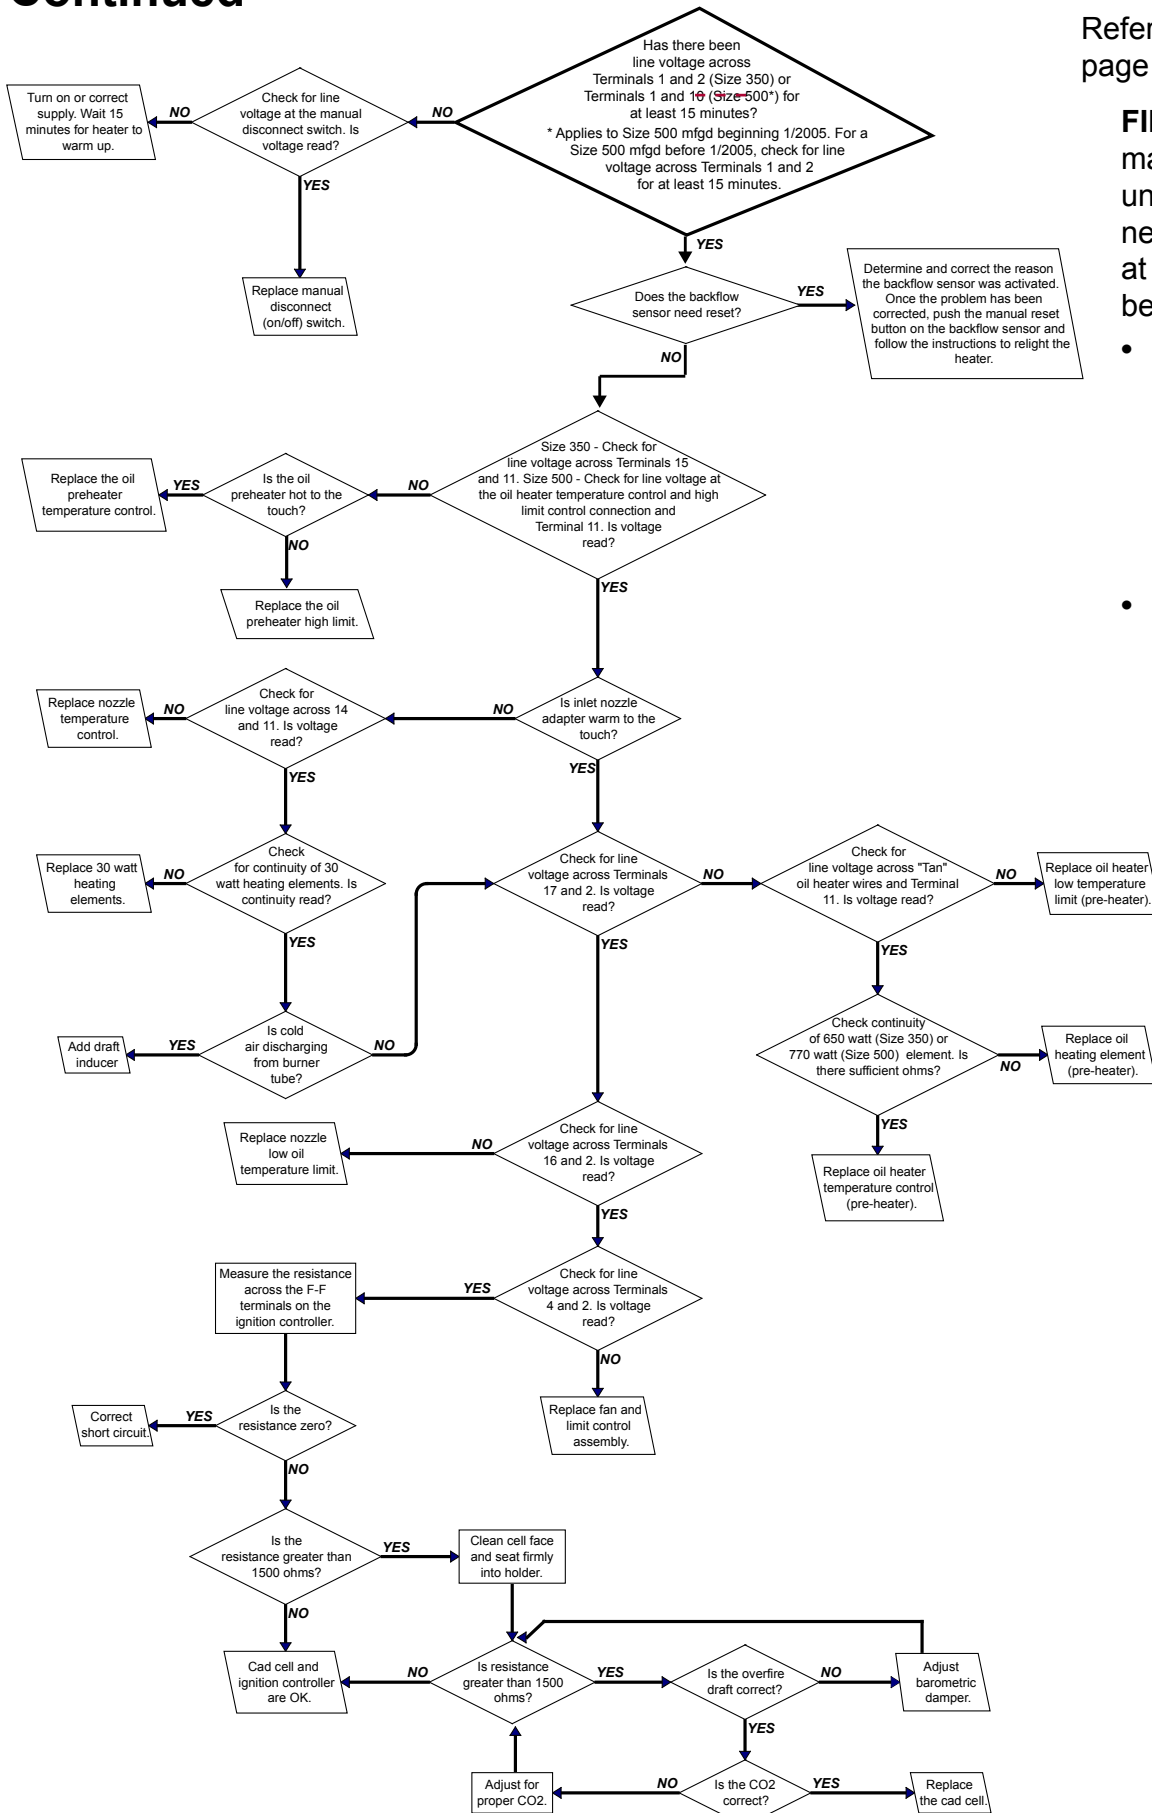 Continued
Refer
page
FI
ma
un
ne
at
be
•
•
Has there been
line voltage across
Terminals 1 and 2 (Size 350) or
Terminals 1 and 10 (Size 500*) for
at least 15 minutes?
* Applies to Size 500 mfgd beginning 1/2005. For a
Size 500 mfgd before 1/2005, check for line
voltage across Terminals 1 and 2
for at least 15 minutes.
NO
Check for line
voltage at the manual
disconnect switch. Is
voltage read?
NO
Turn on or correct
supply. Wait 15
minutes for heater to
warm up.
YES
Replace manual
disconnect
(on/off) switch.
YES
Does the backflow
sensor need reset?
YES
Determine and correct the reason
the backflow sensor was activated.
Once the problem has been
corrected, push the manual reset
button on the backflow sensor and
follow the instructions to relight the
heater.
NO
Size 350 - Check for
line voltage across Terminals 15
and 11. Size 500 - Check for line voltage at
the oil heater temperature control and high
limit control connection and
Terminal 11. Is voltage
read?
NO
Is the oil
preheater hot to the
touch?
YES
Replace the oil
preheater
temperature control.
NO
Replace the oil
preheater high limit.
YES
Is inlet nozzle
adapter warm to the
touch?
NO
Check for
line voltage across 14
and 11. Is voltage
read?
NO
Replace nozzle
temperature
control.
YES
Check
for continuity of 30
watt heating elements. Is
continuity read?
NO
Replace 30 watt
heating
elements.
YES
Is cold
air discharging
from burner
tube?
YES
Add draft
inducer
NO
YES
Check for line
voltage across Terminals
17 and 2. Is voltage
read?
NO
Check for
line voltage across "Tan"
oil heater wires and Terminal
11. Is voltage read?
NO
Replace oil heater
low temperature
limit (pre-heater).
YES
Check continuity
of 650 watt (Size 350) or
770 watt (Size 500) element. Is
there sufficient ohms?
NO
Replace oil
heating element
(pre-heater).
YES
Replace oil heater
temperature control
(pre-heater).
YES
Check for line
voltage across Terminals
16 and 2. Is voltage
read?
NO
Replace nozzle
low oil
temperature limit.
YES
Check for line
voltage across Terminals
4 and 2. Is voltage
read?
NO
Replace fan and
limit control
assembly.
YES
Measure the resistance
across the F-F
terminals on the
ignition controller.
Is the
resistance zero?
YES
Correct
short circuit.
NO
Is the
resistance greater than
1500 ohms?
YES
Clean cell face
and seat firmly
into holder.
NO
Cad cell and
ignition controller
are OK.
NO
Is resistance
greater than 1500
ohms?
YES
Is the overfire
draft correct?
NO
Adjust
barometric
damper.
YES
Is the CO2
correct?
NO
Adjust for
proper CO2.
YES
Replace
the cad cell.